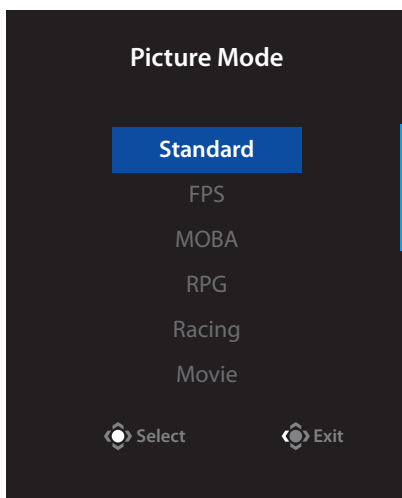 Picture Mode
Standard
FPS
MOBA
RPG
Racing
Movie
Select Exit